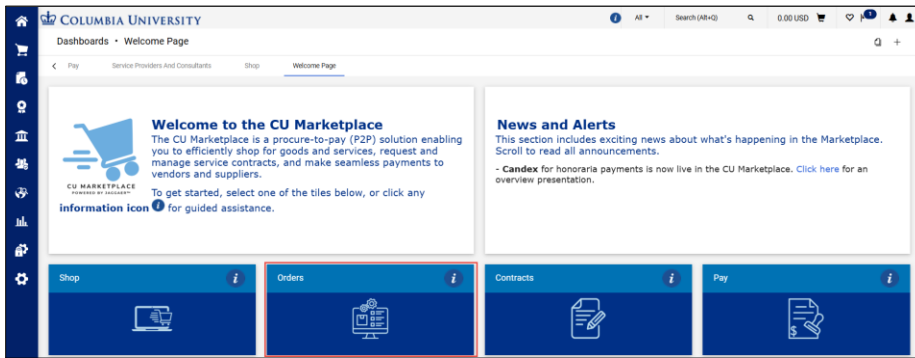 COLUMBIA UNIVERSITY
All
Search (Alt+Q)
0.00 USD
1
Dashboards • Welcome Page
Pay
Service Providers And Consultants
Shop
Welcome Page
Welcome to the CU Marketplace
The CU Marketplace is a procure-to-pay (P2P) solution enabling
you to efficiently shop for goods and services, request and
manage service contracts, and make seamless payments to
vendors and suppliers.
CU MARKETPLACE
POWERED BY JAGGAER™
To get started, select one of the tiles below, or click any
information icon i for guided assistance.
News and Alerts
This section includes exciting news about what's happening in the Marketplace.
Scroll to read all announcements.
- Candex for honoraria payments is now live in the CU Marketplace. Click here for an
overview presentation.
Shop
Orders
Contracts
Pay